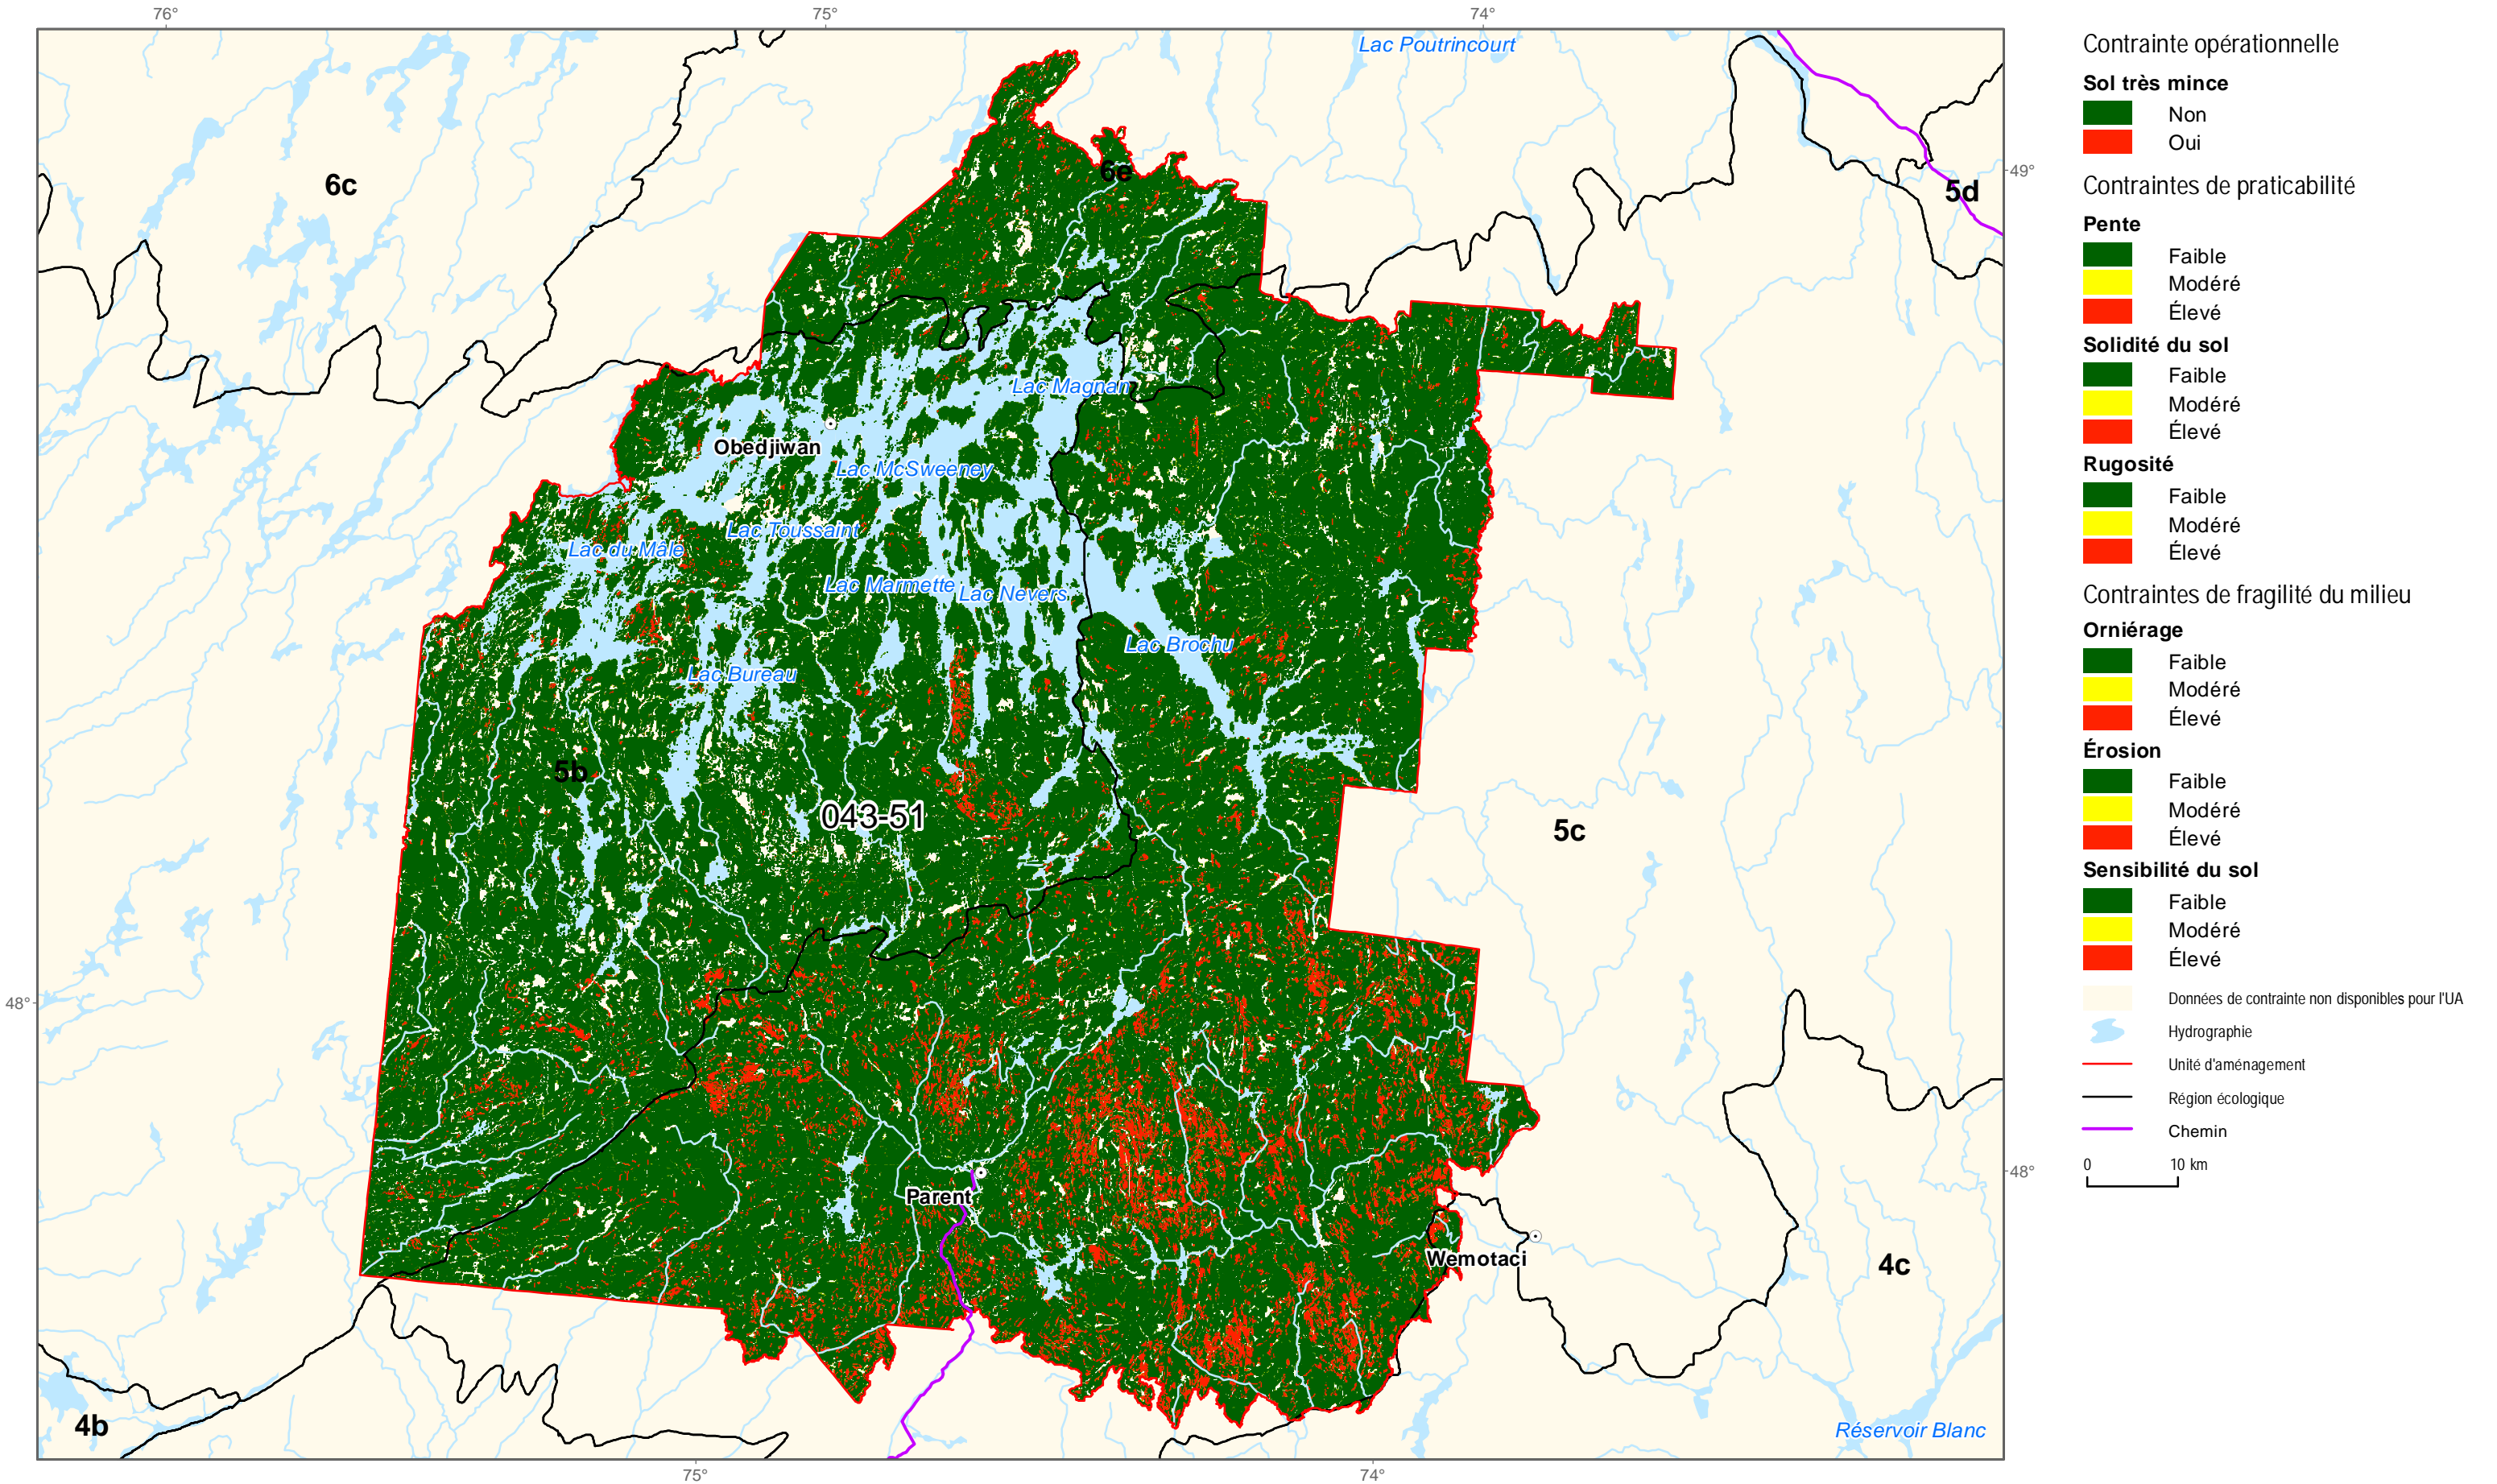 76°
75°
74°
Lac Poutrincourt
6c
6e
5d
49°
Lac Magnan
Obedjiwan
Lac McSweeney
Lac Toussaint
Lac du Mâle
Lac Marmette
Lac Nevers
Lac Brochu
Lac Bureau
5b
043-51
5c
48°
48°
Parent
Wemotaci
4c
4b
Réservoir Blanc
75°
74°
Contrainte opérationnelle
Sol très mince
Non
Oui
Contraintes de praticabilité
Pente
Faible
Modéré
Élevé
Solidité du sol
Faible
Modéré
Élevé
Rugosité
Faible
Modéré
Élevé
Contraintes de fragilité du milieu
Orniérage
Faible
Modéré
Élevé
Érosion
Faible
Modéré
Élevé
Sensibilité du sol
Faible
Modéré
Élevé
Données de contrainte non disponibles pour l'UA
Hydrographie
Unité d'aménagement
Région écologique
Chemin
0 10 km